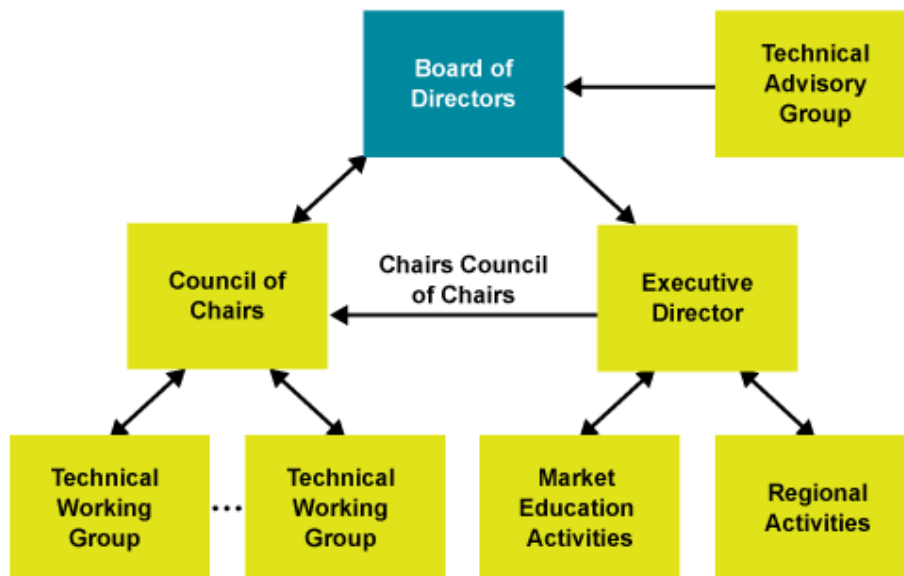 Board of
Directors
Technical
Advisory
Group
Council of
Chairs
Chairs Council
of Chairs
Executive
Director
Technical
Working
Group
...
Technical
Working
Group
Market
Education
Activities
Regional
Activities